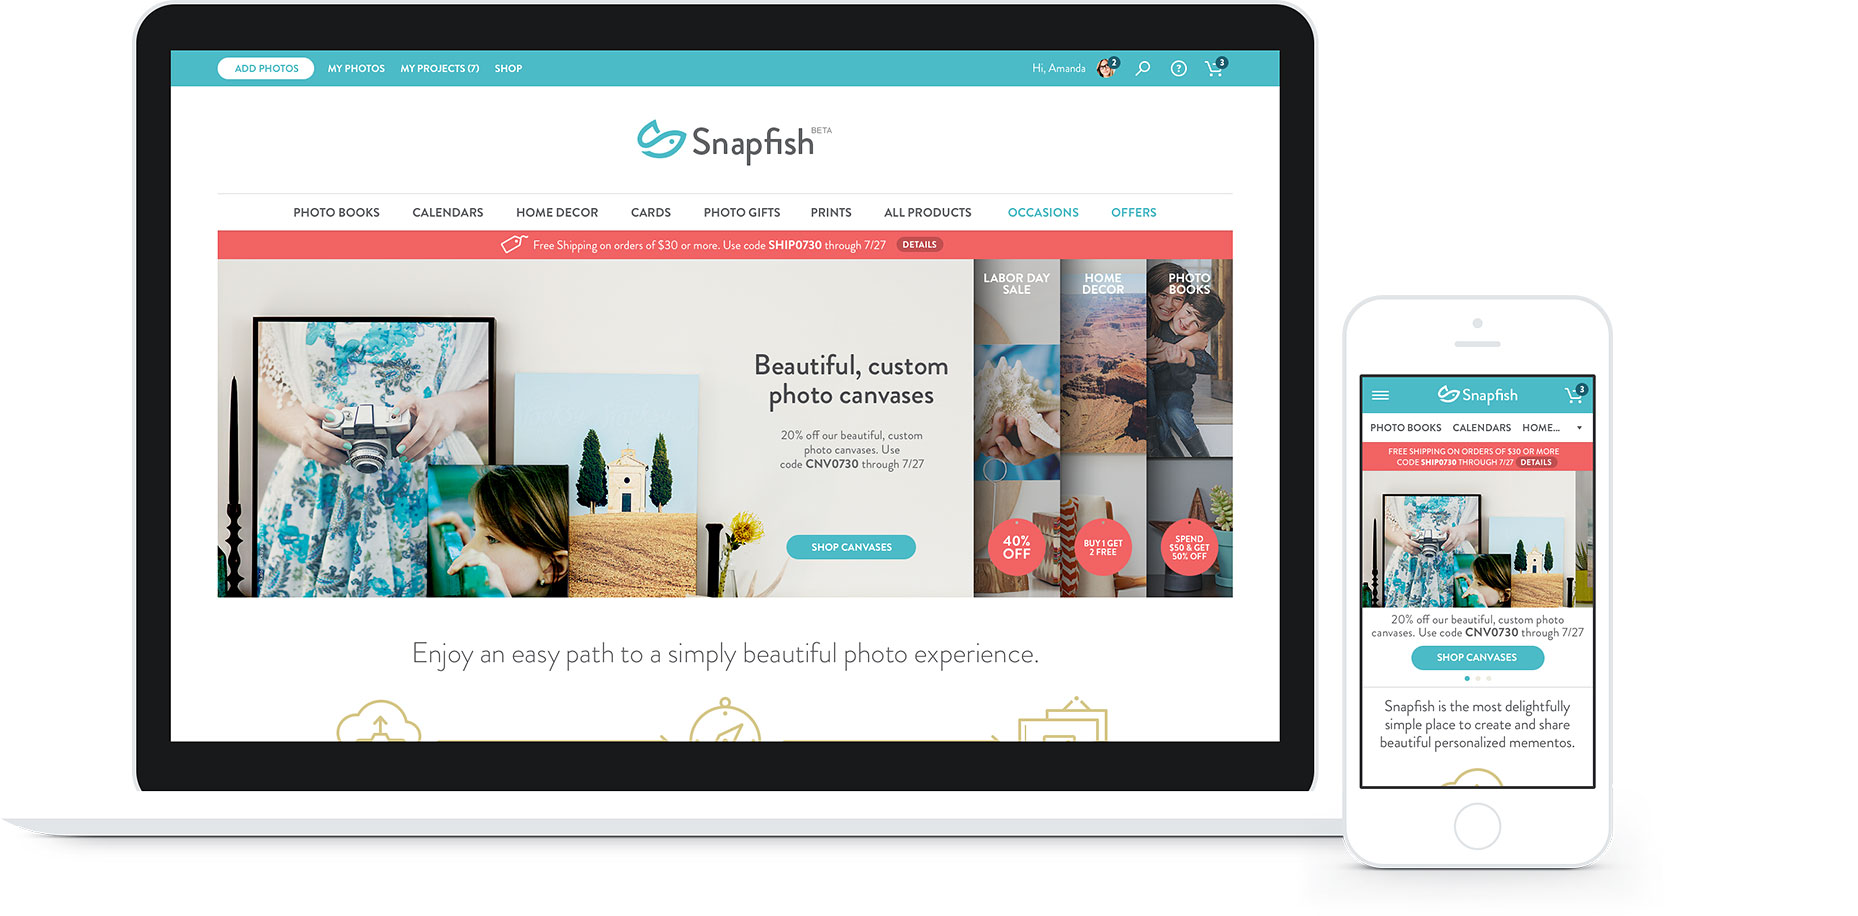 ADD PHOTOS MY PHOTOS MY PROJECTS (7) SHOP
Hi, Amanda 2 ? 3
Snapfish BETA
PHOTO BOOKS CALENDARS HOME DECOR CARDS PHOTO GIFTS PRINTS ALL PRODUCTS OCCASIONS OFFERS
Free Shipping on orders of $30 or more. Use code SHIP0730 through 7/27 DETAILS
Beautiful, custom
photo canvases
20% off our beautiful, custom
photo canvases. Use
code CNV0730 through 7/27
SHOP CANVASES
LABOR DAY
SALE
40%
OFF
HOME
DECOR
BUY 1 GET
2 FREE
PHOTO
BOOKS
SPEND
$50 & GET
50% OFF
Enjoy an easy path to a simply beautiful photo experience.
Snapfish 3
PHOTO BOOKS CALENDARS HOME...
FREE SHIPPING ON ORDERS OF $30 OR MORE
CODE SHIP0730 THROUGH 7/27 DETAILS
20% off our beautiful, custom photo
canvases. Use code CNV0730 through 7/27
SHOP CANVASES
Snapfish is the most delightfully
simple place to create and share
beautiful personalized mementos.